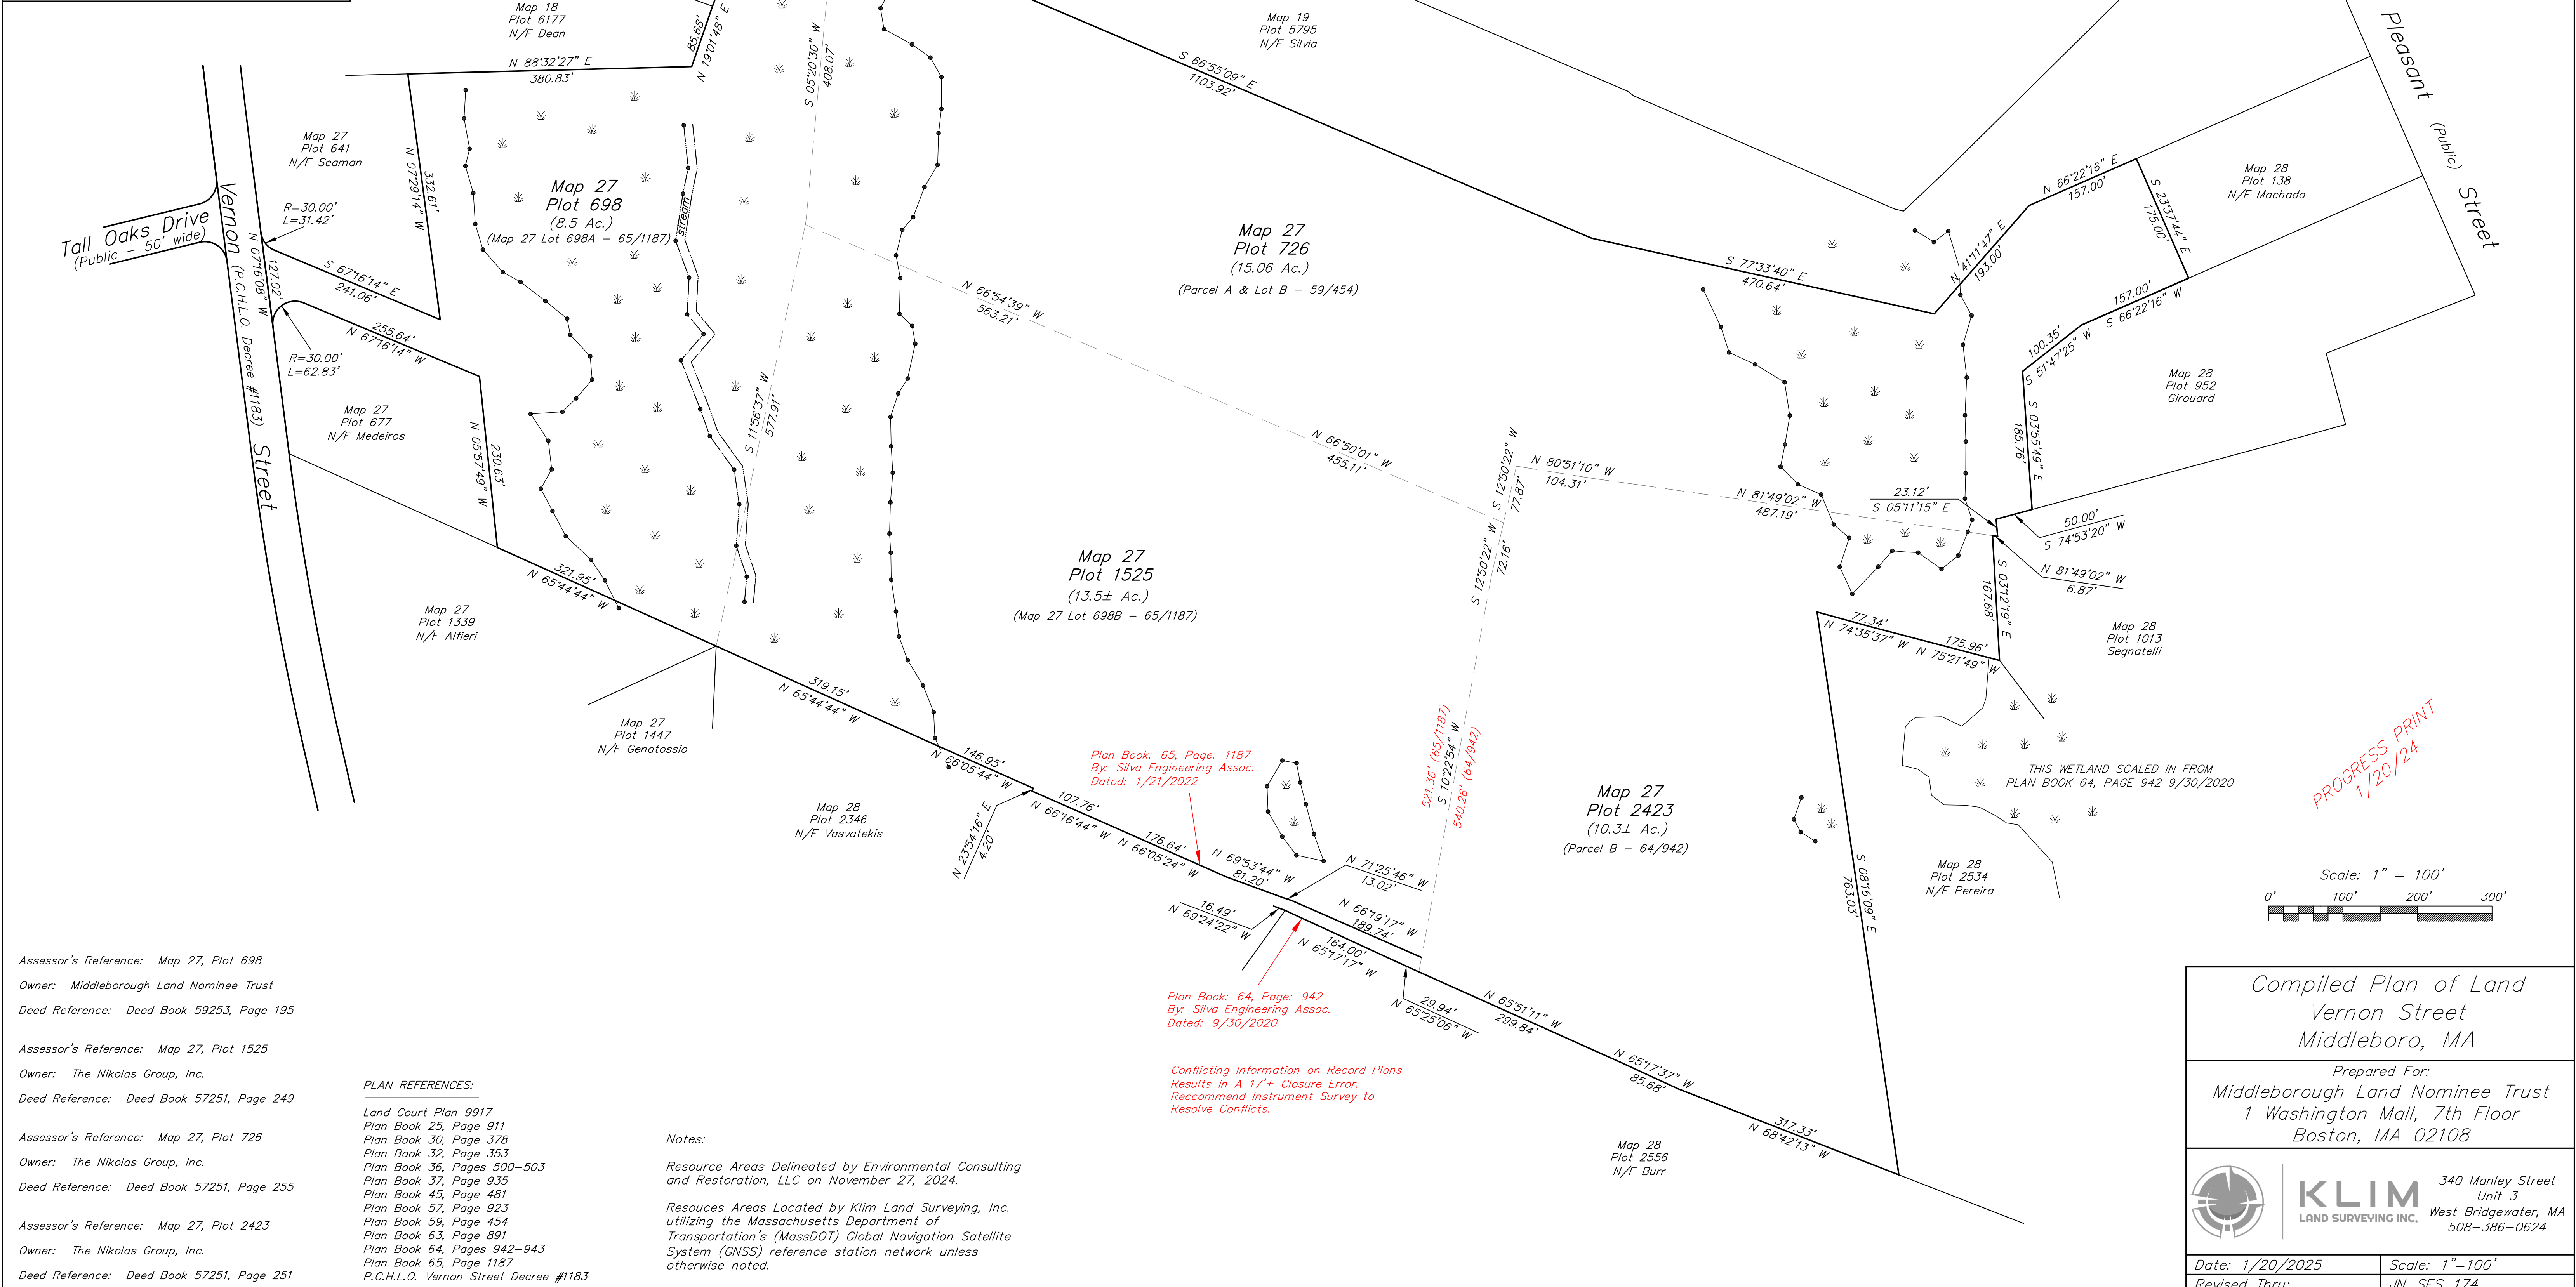 Map 18
Plot 6177
N/F Dean
85.68'
N 19°01'48" E
S 05°20'30" W
408.07'
Map 19
Plot 5795
N/F Silvia
Pleasant
(Public)
Street
N 88°32'27" E
380.83'
S 66°55'09" E
1103.92'
Map 27
Plot 641
N/F Seaman
N 07°29'14" W
332.61'
Map 27
Plot 698
(8.5 Ac.)
(Map 27 Lot 698A - 65/1187)
stream
R=30.00'
L=31.42'
Tall Oaks Drive
(Public - 50' wide)
Vernon
(P.C.H.L.O. Decree #1183)
Street
N 07°16'08" W
127.02'
S 67°16'14" E
241.06'
255.64'
N 67°16'14" W
R=30.00'
L=62.83'
Map 27
Plot 677
N/F Medeiros
N 05°57'49" W
230.63'
Map 27
Plot 726
(15.06 Ac.)
(Parcel A & Lot B - 59/454)
N 66°54'39" W
563.21'
S 11°56'37" W
577.91'
N 66°50'01" W
455.11'
S 12°50'22" W
77.87'
S 12°50'22" W
72.16'
N 80°51'10" W
104.31'
N 81°49'02" W
487.19'
S 77°33'40" E
470.64'
N 41°11'47" E
193.00'
N 66°22'16" E
157.00'
S 23°37'44" E
175.00'
Map 28
Plot 138
N/F Machado
157.00'
S 66°22'16" W
100.35'
S 51°47'25" W
Map 28
Plot 952
Girouard
S 03°55'49" E
185.76'
23.12'
S 05°11'15" E
50.00'
S 74°53'20" W
N 81°49'02" W
6.87'
S 03°12'19" E
167.68'
Map 28
Plot 1013
Segnatelli
77.34'
N 74°35'37" W
175.96'
N 75°21'49" W
321.95'
N 65°44'44" W
Map 27
Plot 1339
N/F Alfieri
Map 27
Plot 1525
(13.5± Ac.)
(Map 27 Lot 698B - 65/1187)
319.15'
N 65°44'44" W
Map 27
Plot 1447
N/F Genatossio
146.95'
N 66°05'44" W
Plan Book: 65, Page: 1187
By: Silva Engineering Assoc.
Dated: 1/21/2022
521.36' (65/1187)
S 10°22'54" W
540.26' (64/942)
Map 27
Plot 2423
(10.3± Ac.)
(Parcel B - 64/942)
THIS WETLAND SCALED IN FROM
PLAN BOOK 64, PAGE 942 9/30/2020
PROGRESS PRINT
1/20/24
Map 28
Plot 2346
N/F Vasvatekis
N 23°54'16" E
4.20'
107.76'
N 66°16'44" W
176.64'
N 66°05'24" W
N 69°53'44" W
81.20'
N 71°25'46" W
13.02'
16.49'
N 69°24'22" W
N 66°19'17" W
189.74'
164.00'
N 65°17'17" W
S 08°16'09" E
763.03'
Map 28
Plot 2534
N/F Pereira
Scale: 1" = 100'
0' 100' 200' 300'
Plan Book: 64, Page: 942
By: Silva Engineering Assoc.
Dated: 9/30/2020
29.94'
N 65°25'06" W
N 65°51'11" W
299.84'
N 65°17'37" W
85.68'
317.33'
N 68°42'13" W
Conflicting Information on Record Plans
Results in A 17'± Closure Error.
Reccommend Instrument Survey to
Resolve Conflicts.
Map 28
Plot 2556
N/F Burr
Assessor's Reference: Map 27, Plot 698
Owner: Middleborough Land Nominee Trust
Deed Reference: Deed Book 59253, Page 195
Assessor's Reference: Map 27, Plot 1525
Owner: The Nikolas Group, Inc.
Deed Reference: Deed Book 57251, Page 249
Assessor's Reference: Map 27, Plot 726
Owner: The Nikolas Group, Inc.
Deed Reference: Deed Book 57251, Page 255
Assessor's Reference: Map 27, Plot 2423
Owner: The Nikolas Group, Inc.
Deed Reference: Deed Book 57251, Page 251
PLAN REFERENCES:
Land Court Plan 9917
Plan Book 25, Page 911
Plan Book 30, Page 378
Plan Book 32, Page 353
Plan Book 36, Pages 500-503
Plan Book 37, Page 935
Plan Book 45, Page 481
Plan Book 57, Page 923
Plan Book 59, Page 454
Plan Book 63, Page 891
Plan Book 64, Pages 942-943
Plan Book 65, Page 1187
P.C.H.L.O. Vernon Street Decree #1183
Notes:
Resource Areas Delineated by Environmental Consulting
and Restoration, LLC on November 27, 2024.
Resouces Areas Located by Klim Land Surveying, Inc.
utilizing the Massachusetts Department of
Transportation's (MassDOT) Global Navigation Satellite
System (GNSS) reference station network unless
otherwise noted.
Compiled Plan of Land
Vernon Street
Middleboro, MA
Prepared For:
Middleborough Land Nominee Trust
1 Washington Mall, 7th Floor
Boston, MA 02108
KLIM
LAND SURVEYING INC.
340 Manley Street
Unit 3
West Bridgewater, MA
508-386-0624
Date: 1/20/2025
Scale: 1"=100'
Revised Thru:
JN SES 174